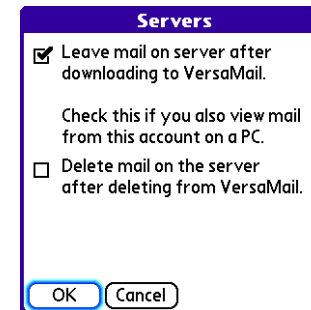 Servers
Leave mail on server after
downloading to VersaMail.
Check this if you also view mail
from this account on a PC.
Delete mail on the server
after deleting from VersaMail.
OK Cancel